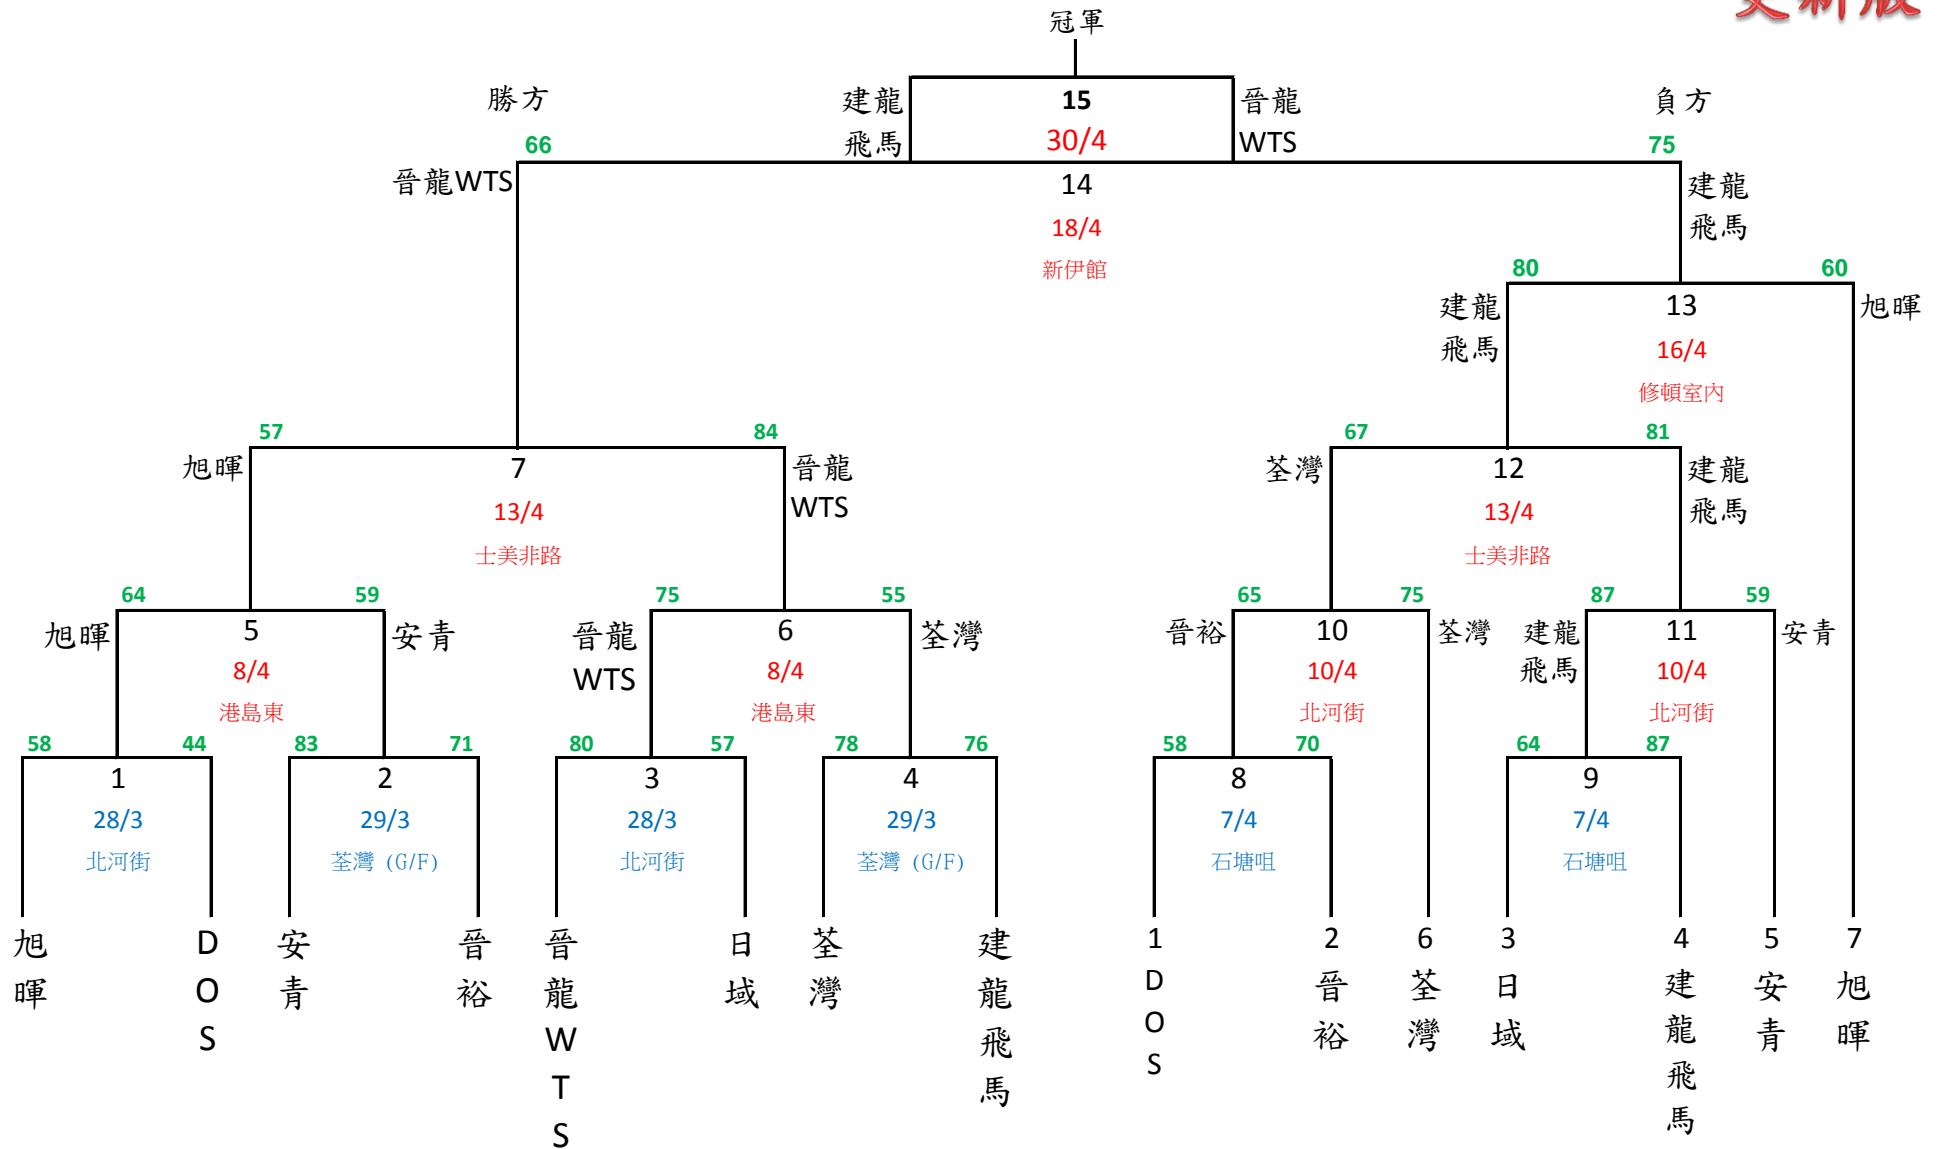 更新版
冠軍
勝方
建龍
飛馬
15
30/4
晉龍
WTS
負方
66
75
晉龍WTS
14
18/4
新伊館
建龍
飛馬
80
60
建龍
飛馬
13
16/4
修頓室內
旭暉
57
84
67
81
旭暉
7
13/4
士美非路
晉龍
WTS
荃灣
12
13/4
士美非路
建龍
飛馬
64
59
75
55
65
75
87
59
旭暉
5
8/4
港島東
安青
晉龍
WTS
6
8/4
港島東
荃灣
晉裕
10
10/4
北河街
荃灣
建龍
飛馬
11
10/4
北河街
安青
58
44
83
71
80
57
78
76
58
70
64
87
1
28/3
北河街
2
29/3
荃灣 (G/F)
3
28/3
北河街
4
29/3
荃灣 (G/F)
8
7/4
石塘咀
9
7/4
石塘咀
旭暉
DOS
安青
晉裕
晉龍WTS
日域
荃灣
建龍飛馬
1
DOS
2
晉裕
6
荃灣
3
日域
4
建龍飛馬
5
安青
7
旭暉